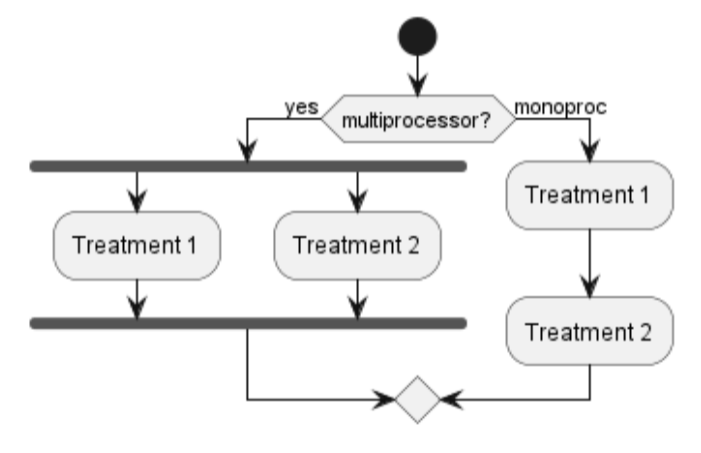 yes
multiprocessor?
monoproc
Treatment 1
Treatment 2
Treatment 1
Treatment 2